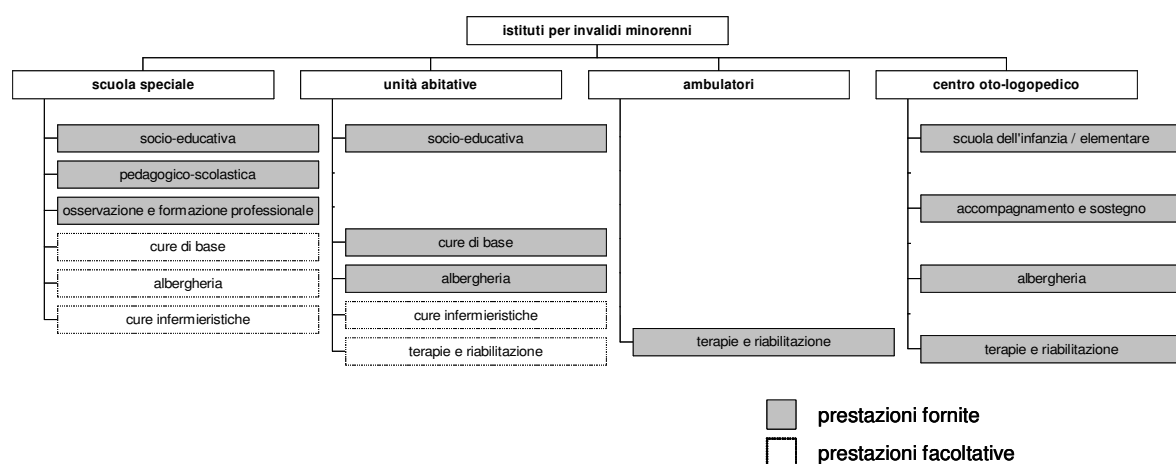 istituti per invalidi minorenni
scuola speciale
unità abitative
ambulatori
centro oto-logopedico
socio-educativa
pedagogico-scolastica
osservazione e formazione professionale
cure di base
albergheria
cure infermieristiche
socio-educativa
cure di base
albergheria
cure infermieristiche
terapie e riabilitazione
terapie e riabilitazione
scuola dell'infanzia / elementare
accompagnamento e sostegno
albergheria
terapie e riabilitazione
prestazioni fornite
prestazioni facoltative